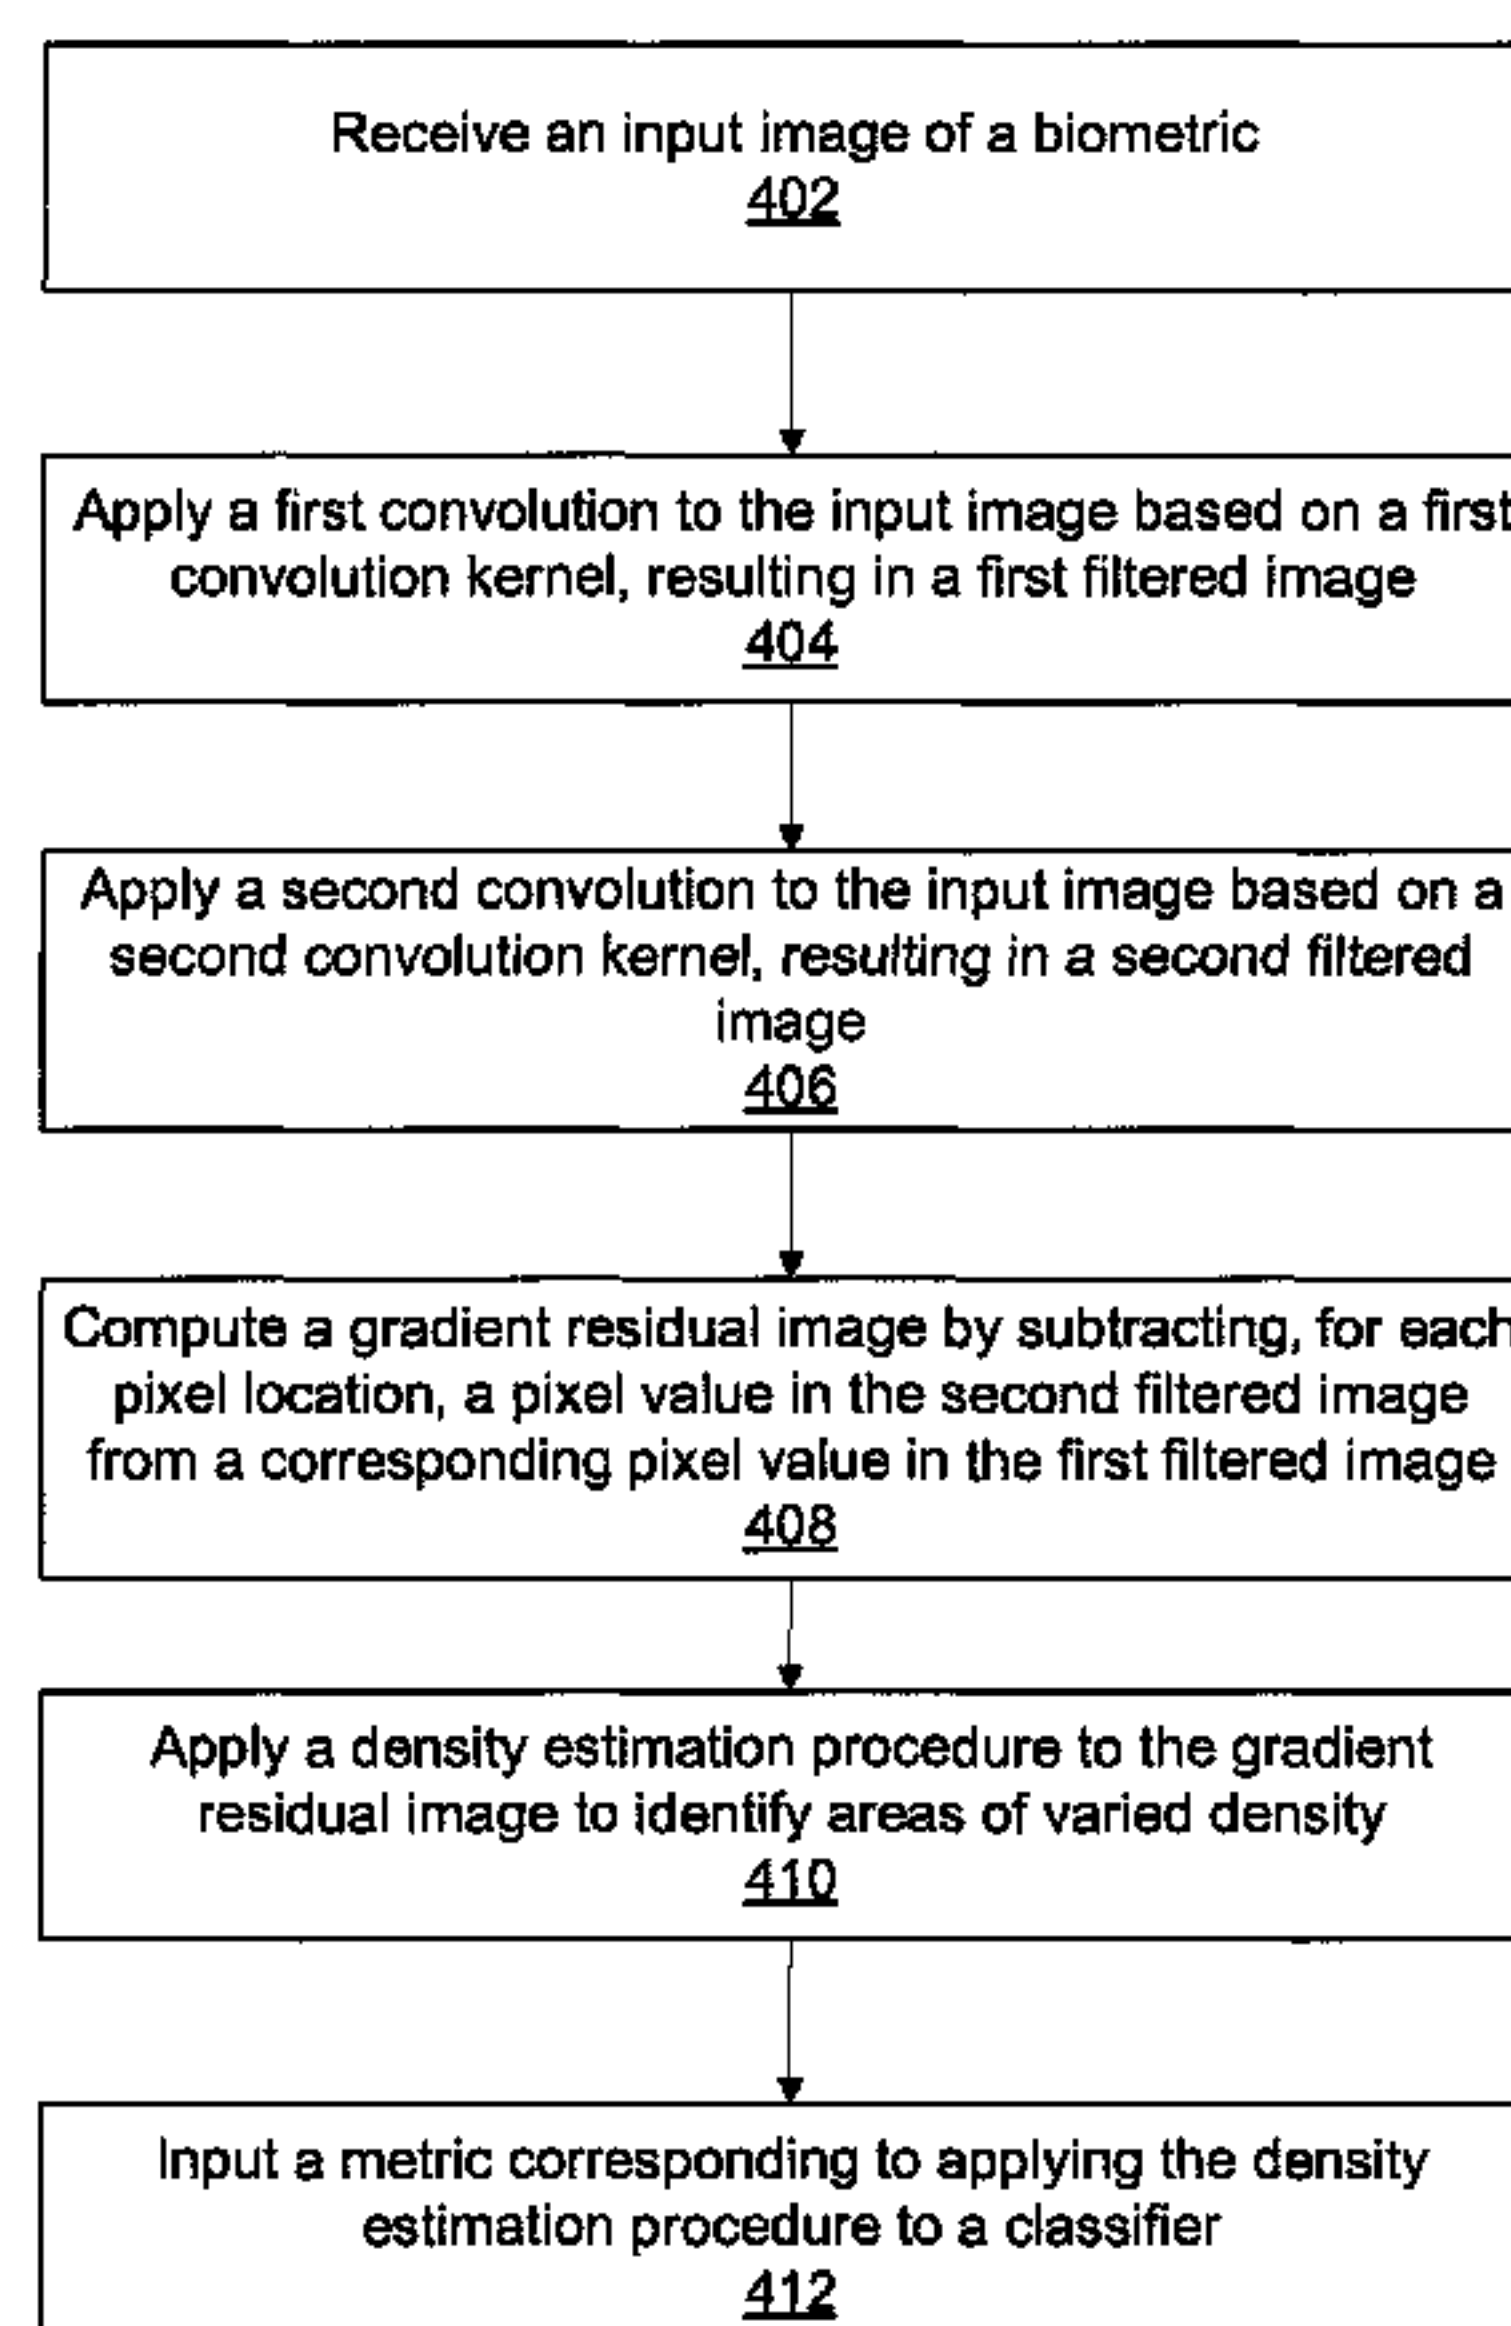 Receive an input image of a biometric
402
Apply a first convolution to the input image based on a first
convolution kernel, resulting in a first filtered image
404
Apply a second convolution to the input image based on a
second convolution kernel, resulting in a second filtered
image
406
Compute a gradient residual image by subtracting, for each
pixel location, a pixel value in the second filtered image
from a corresponding pixel value in the first filtered image
408
Apply a density estimation procedure to the gradient
residual image to identify areas of varied density
410
Input a metric corresponding to applying the density
estimation procedure to a classifier
412